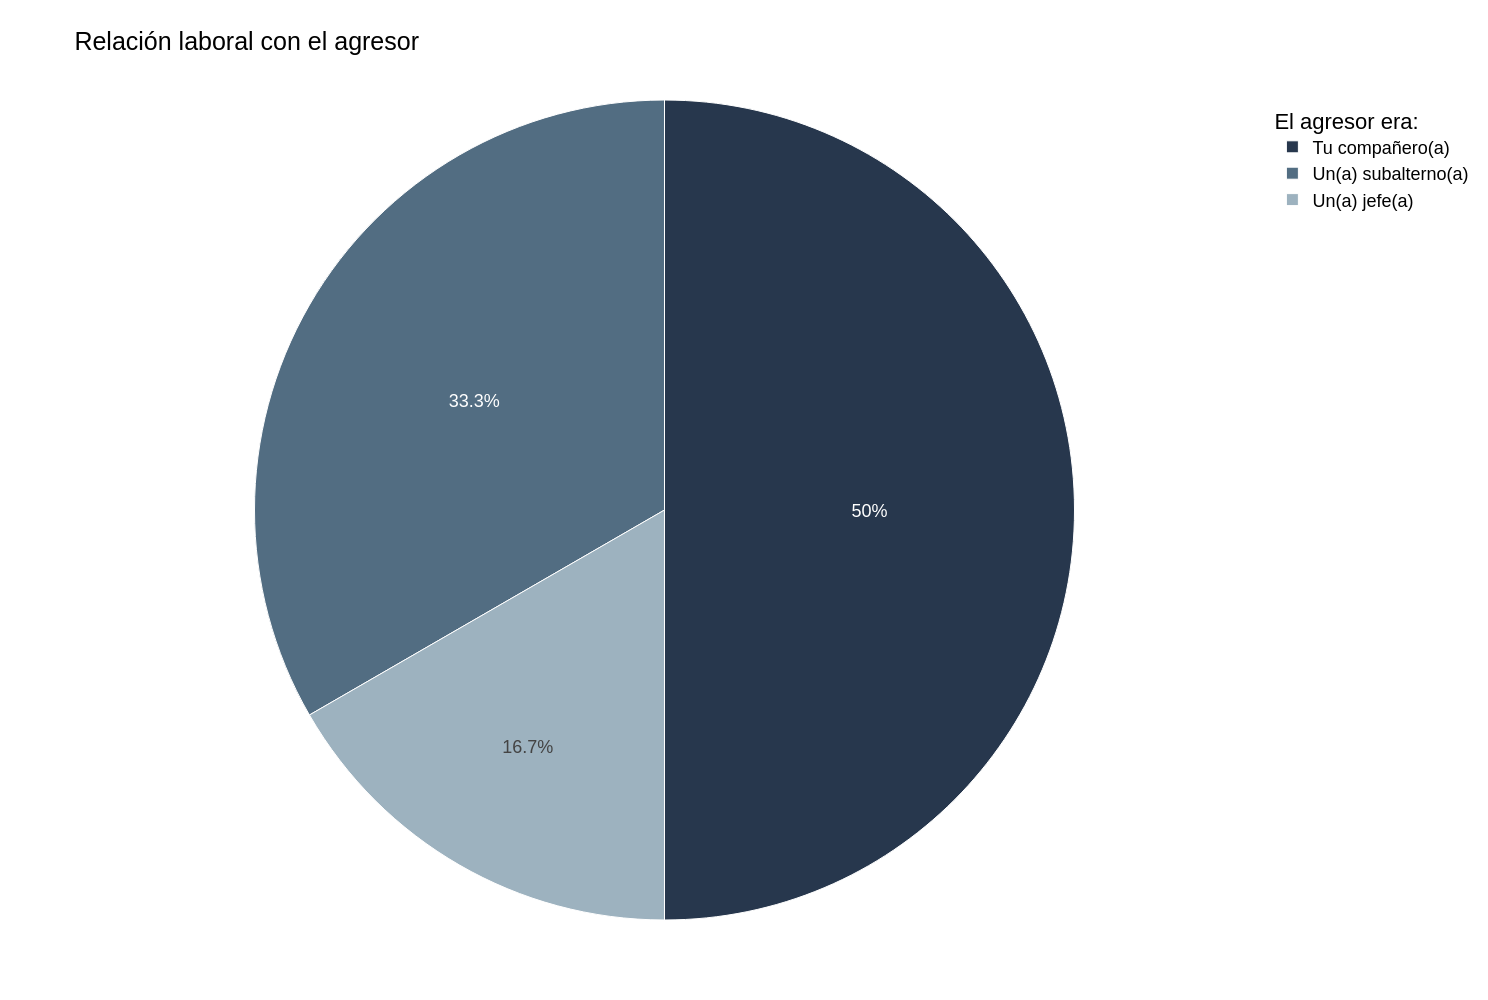 Relación laboral con el agresor
El agresor era:
Tu compañero(a)
Un(a) subalterno(a)
Un(a) jefe(a)
33.3%
50%
16.7%